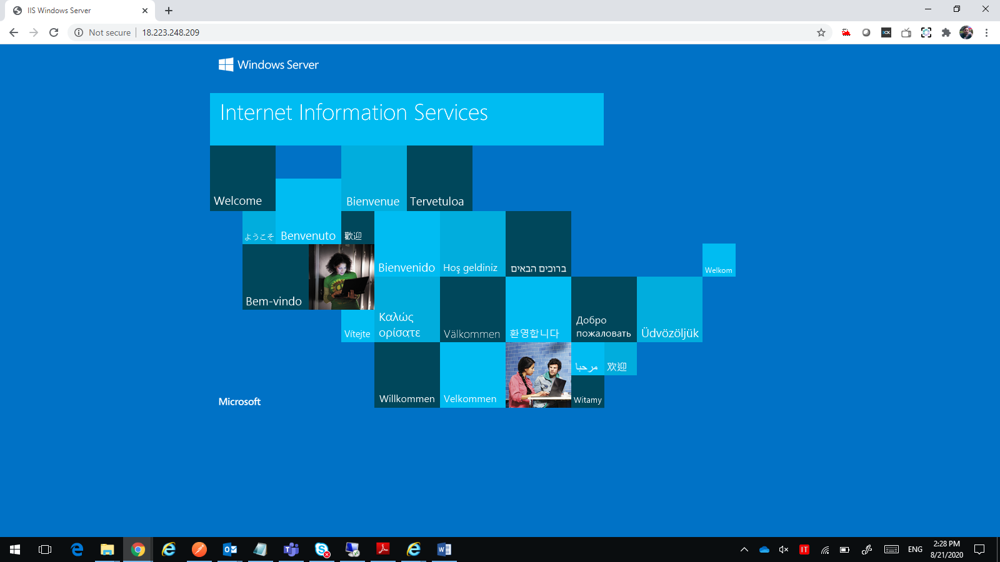 IIS Windows Server
Not secure
18.223.248.209
Windows Server
Internet Information Services
Welcome
Bienvenue
Tervetuloa
ようこそ
Benvenuto
歡迎
Bienvenido
Hoş geldiniz
ברוכים הבאים
Welkom
Bem-vindo
Vítejte
Καλώς
ορίσατε
Välkommen
환영합니다
Добро
пожаловать
Üdvözöljük
Willkommen
Velkommen
مرحبا
欢迎
Witamy
Microsoft
IT
ENG
2:28 PM
8/21/2020